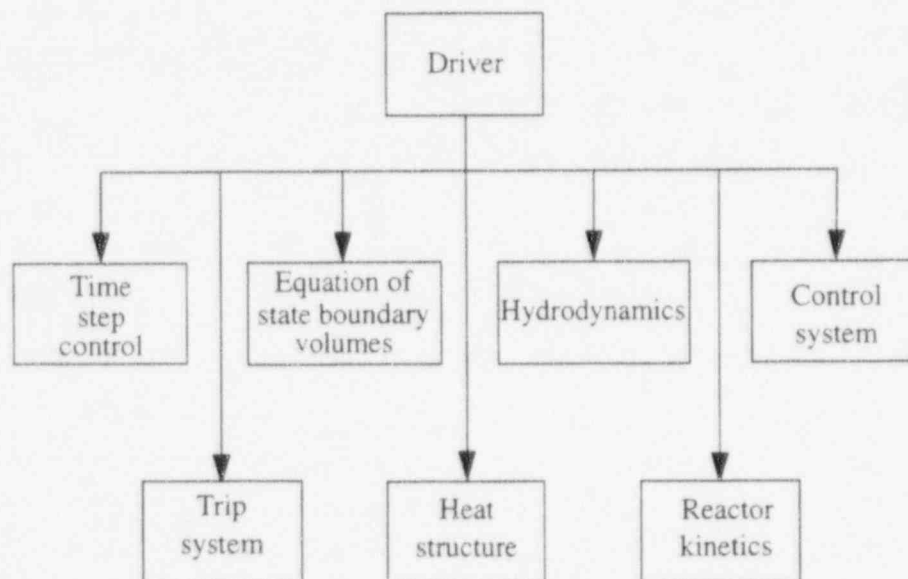 Driver
Time
step
control
Equation of
state boundary
volumes
Hydrodynamics
Control
system
Trip
system
Heat
structure
Reactor
kinetics